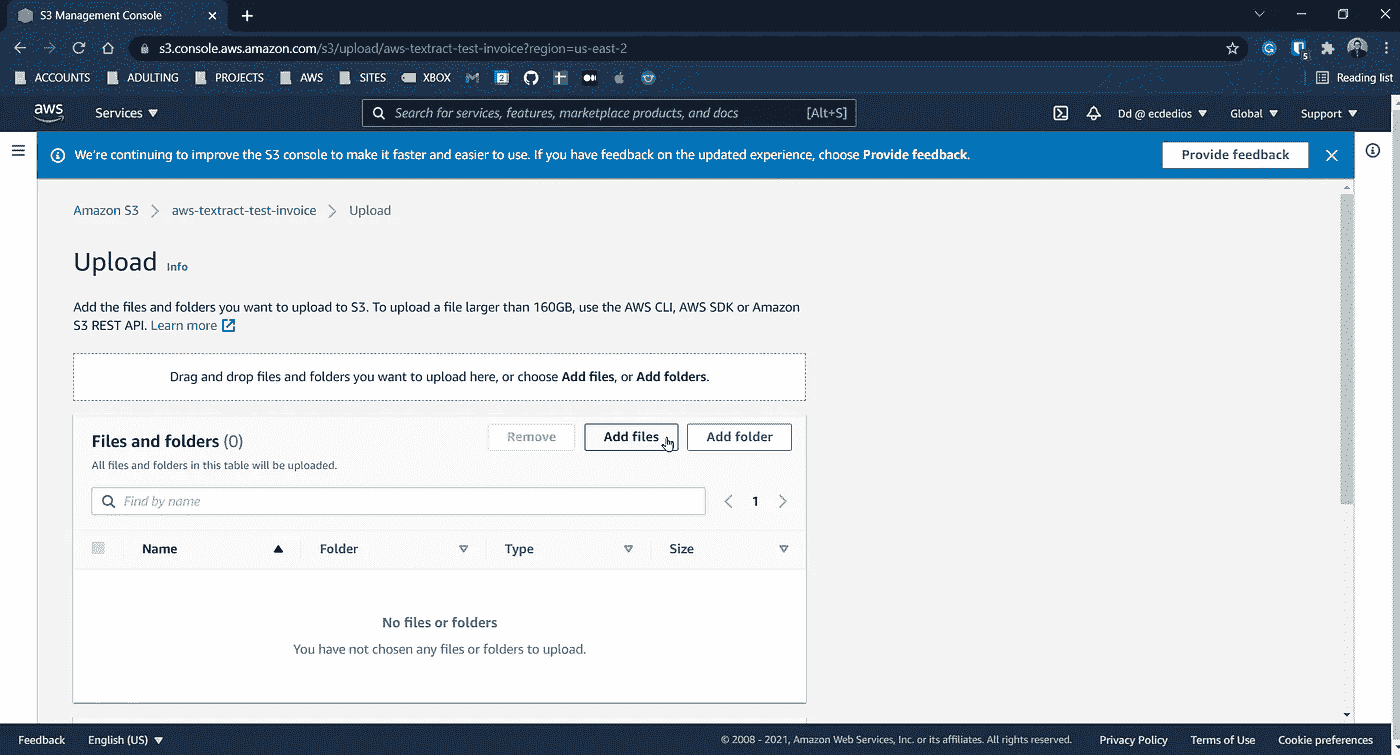 S3 Management Console
s3.console.aws.amazon.com/s3/upload/aws-textract-test-invoice?region=us-east-2
ACCOUNTS ADULTING PROJECTS AWS SITES XBOX 2 5 Reading list
aws Services Search for services, features, marketplace products, and docs [Alt+S] Dd @ ecdedios Global Support
We're continuing to improve the S3 console to make it faster and easier to use. If you have feedback on the updated experience, choose Provide feedback. Provide feedback
Amazon S3 aws-textract-test-invoice Upload
Upload Info
Add the files and folders you want to upload to S3. To upload a file larger than 160GB, use the AWS CLI, AWS SDK or Amazon
S3 REST API. Learn more
Drag and drop files and folders you want to upload here, or choose Add files, or Add folders.
Files and folders (0) Remove Add files Add folder
All files and folders in this table will be uploaded.
Find by name 1
Name Folder Type Size
No files or folders
You have not chosen any files or folders to upload.
Feedback English (US) © 2008 - 2021, Amazon Web Services, Inc. or its affiliates. All rights reserved. Privacy Policy Terms of Use Cookie preferences